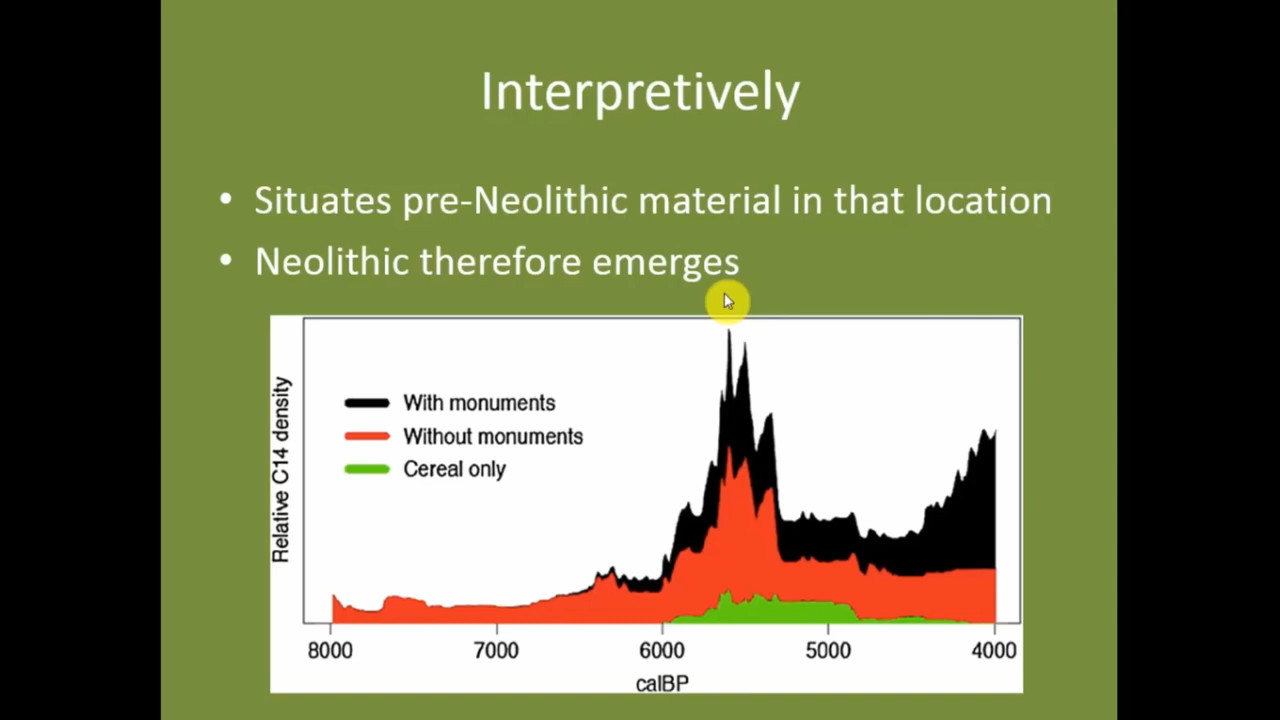 Interpretively
• Situates pre-Neolithic material in that location
• Neolithic therefore emerges
With monuments
Without monuments
Cereal only
Relative C14 density
8000 7000 6000 5000 4000
calBP